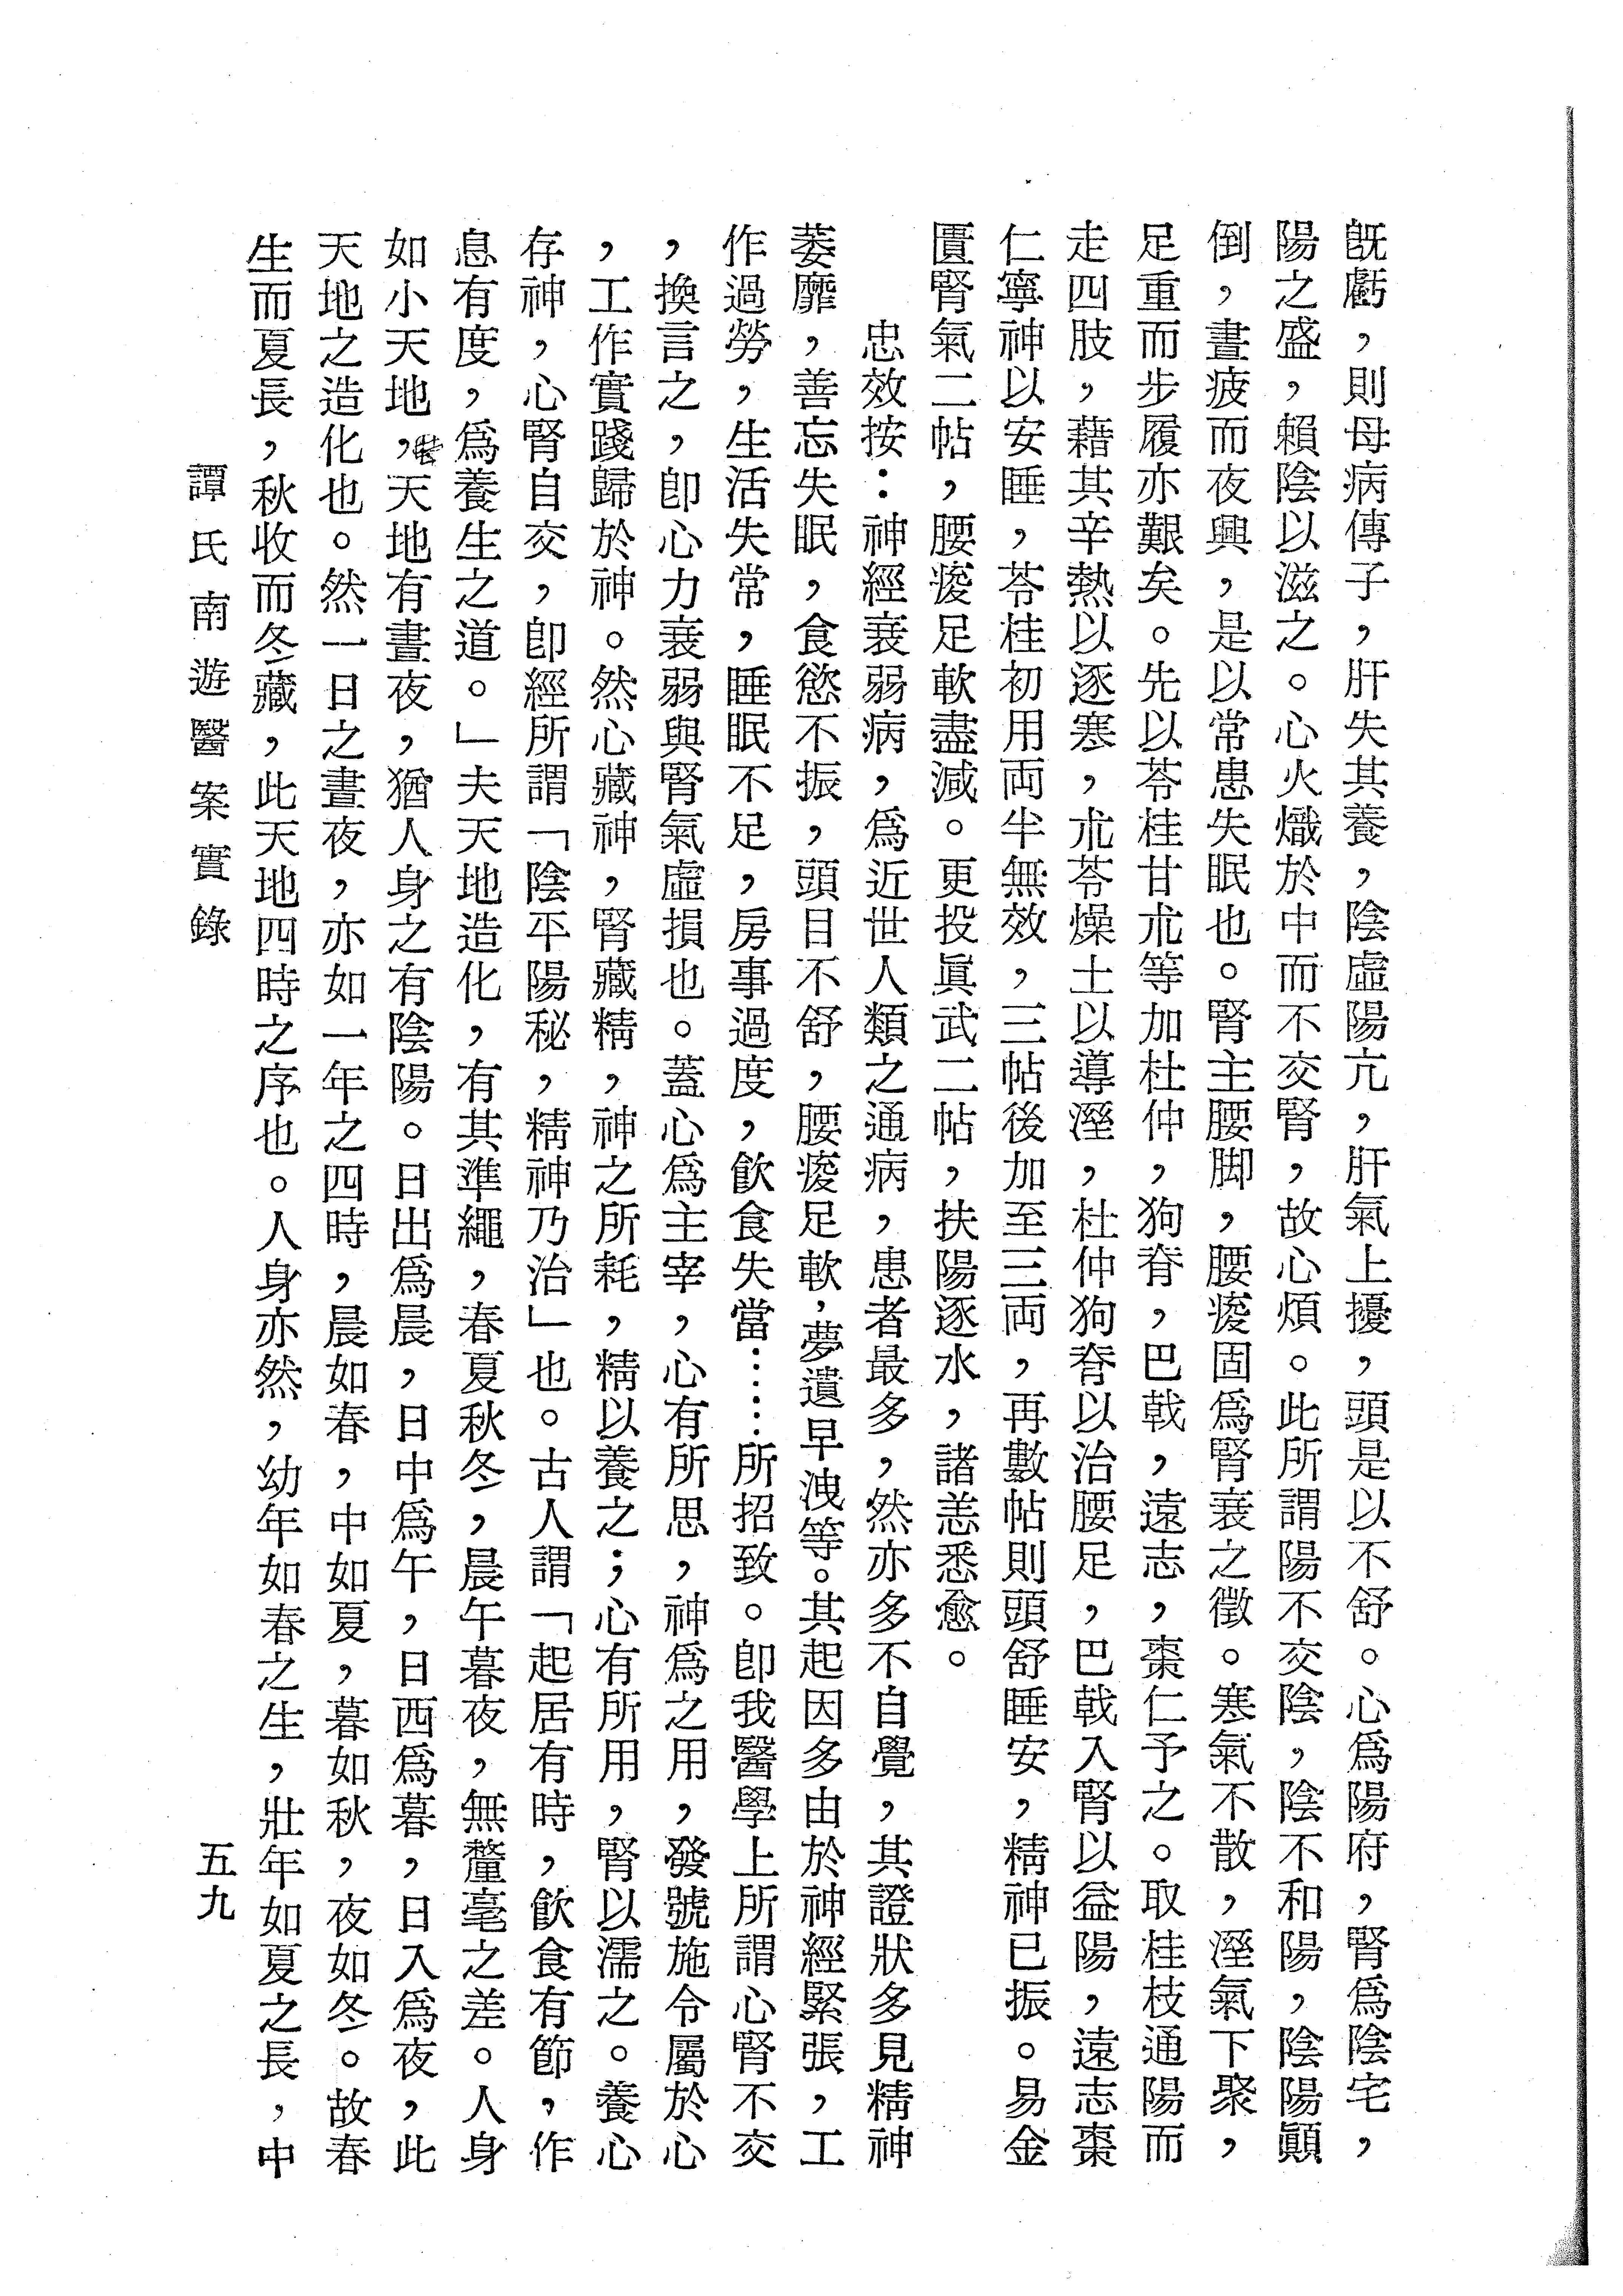 旣虧，則母病傳子，肝失其養，陰虛陽亢，肝氣上擾，頭是以不舒。心爲陽府，腎爲陰宅，
陽之盛，賴陰以滋之。心火熾於中而不交腎，故心煩。此所謂陽不交陰，陰不和陽，陰陽顚
倒，晝疲而夜興，是以常患失眠也。腎主腰脚，腰痠固爲腎衰之徵。寒氣不散，溼氣下聚，
足重而步履亦艱矣。先以苓桂甘朮等加杜仲，狗脊，巴戟，遠志，棗仁予之。取桂枝通陽而
走四肢，藉其辛熱以逐寒，朮苓燥土以導溼，杜仲狗脊以治腰足，巴戟入腎以益陽，遠志棗
仁寧神以安睡，苓桂初用両半無效，三帖後加至三両，再數帖則頭舒睡安，精神已振。易金
匱腎氣二帖，腰痠足軟盡減。更投眞武二帖，扶陽逐水，諸恙悉愈。
忠效按：神經衰弱病，爲近世人類之通病，患者最多，然亦多不自覺，其證狀多見精神
萎靡，善忘失眠，食慾不振，頭目不舒，腰痠足軟，夢遺早洩等。其起因多由於神經緊張，工
作過勞，生活失常，睡眠不足，房事過度，飲食失當……所招致。卽我醫學上所謂心腎不交
，換言之，卽心力衰弱與腎氣虛損也。蓋心爲主宰，心有所思，神爲之用，發號施令屬於心
，工作實踐歸於神。然心藏神，腎藏精，神之所耗，精以養之；心有所用，腎以濡之。養心
存神，心腎自交，卽經所謂「陰平陽秘，精神乃治」也。古人謂「起居有時，飲食有節，作
息有度，爲養生之道。」夫天地造化，有其準繩，春夏秋冬，晨午暮夜，無釐毫之差。人身
如小天地，天地有晝夜，猶人身之有陰陽。日出爲晨，日中爲午，日西爲暮，日入爲夜，此
天地之造化也。然一日之晝夜，亦如一年之四時，晨如春，中如夏，暮如秋，夜如冬。故春
生而夏長，秋收而冬藏，此天地四時之序也。人身亦然，幼年如春之生，壯年如夏之長，中
譚氏南遊醫案實錄
五九